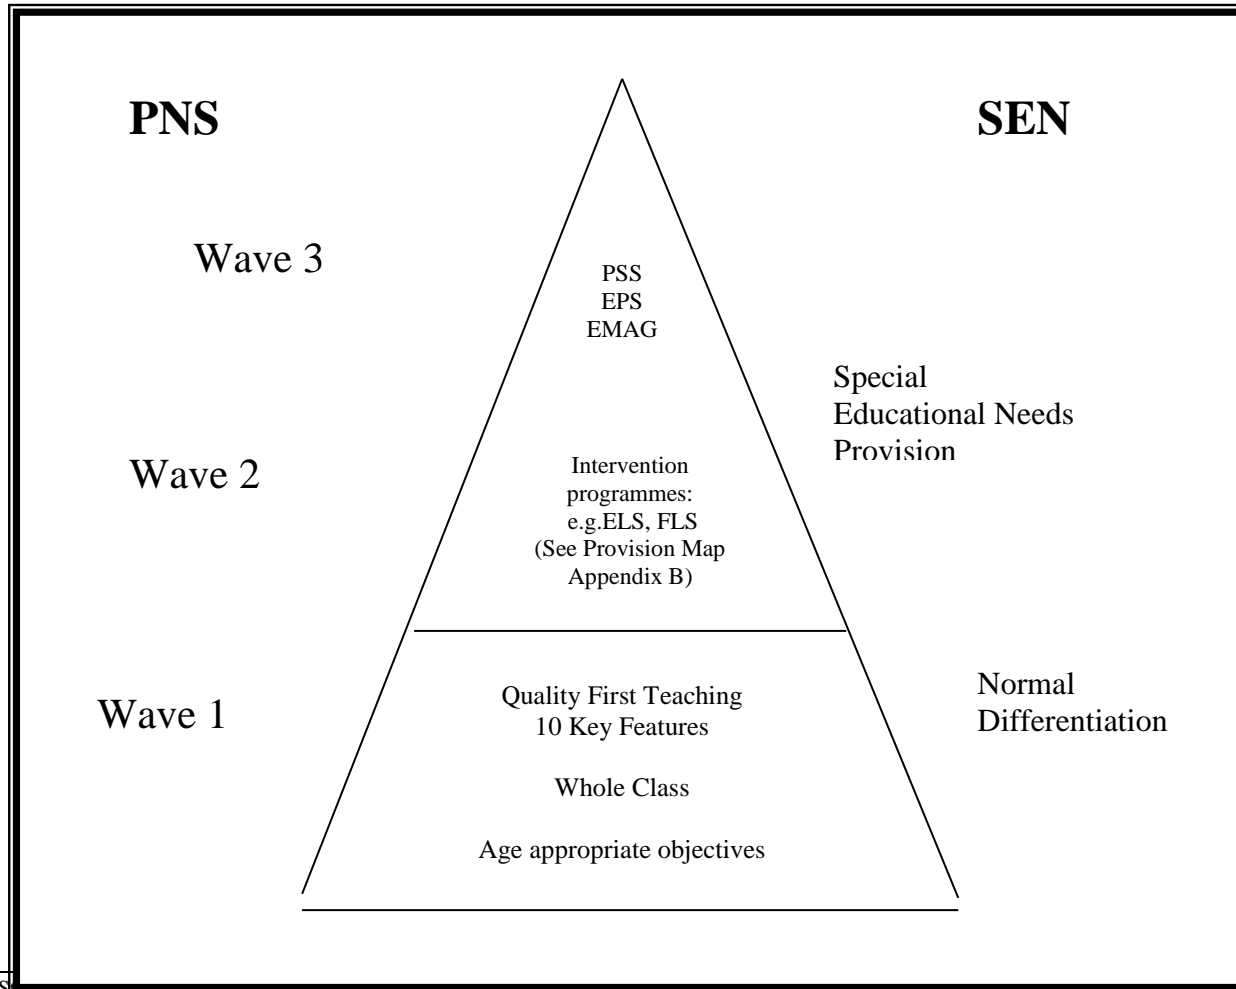 PNS
SEN
Wave 3
PSS
EPS
EMAG
Special
Educational Needs
Provision
Wave 2
Intervention
programmes:
e.g.ELS, FLS
(See Provision Map
Appendix B)
Wave 1
Quality First Teaching
10 Key Features
Whole Class
Age appropriate objectives
Normal
Differentiation